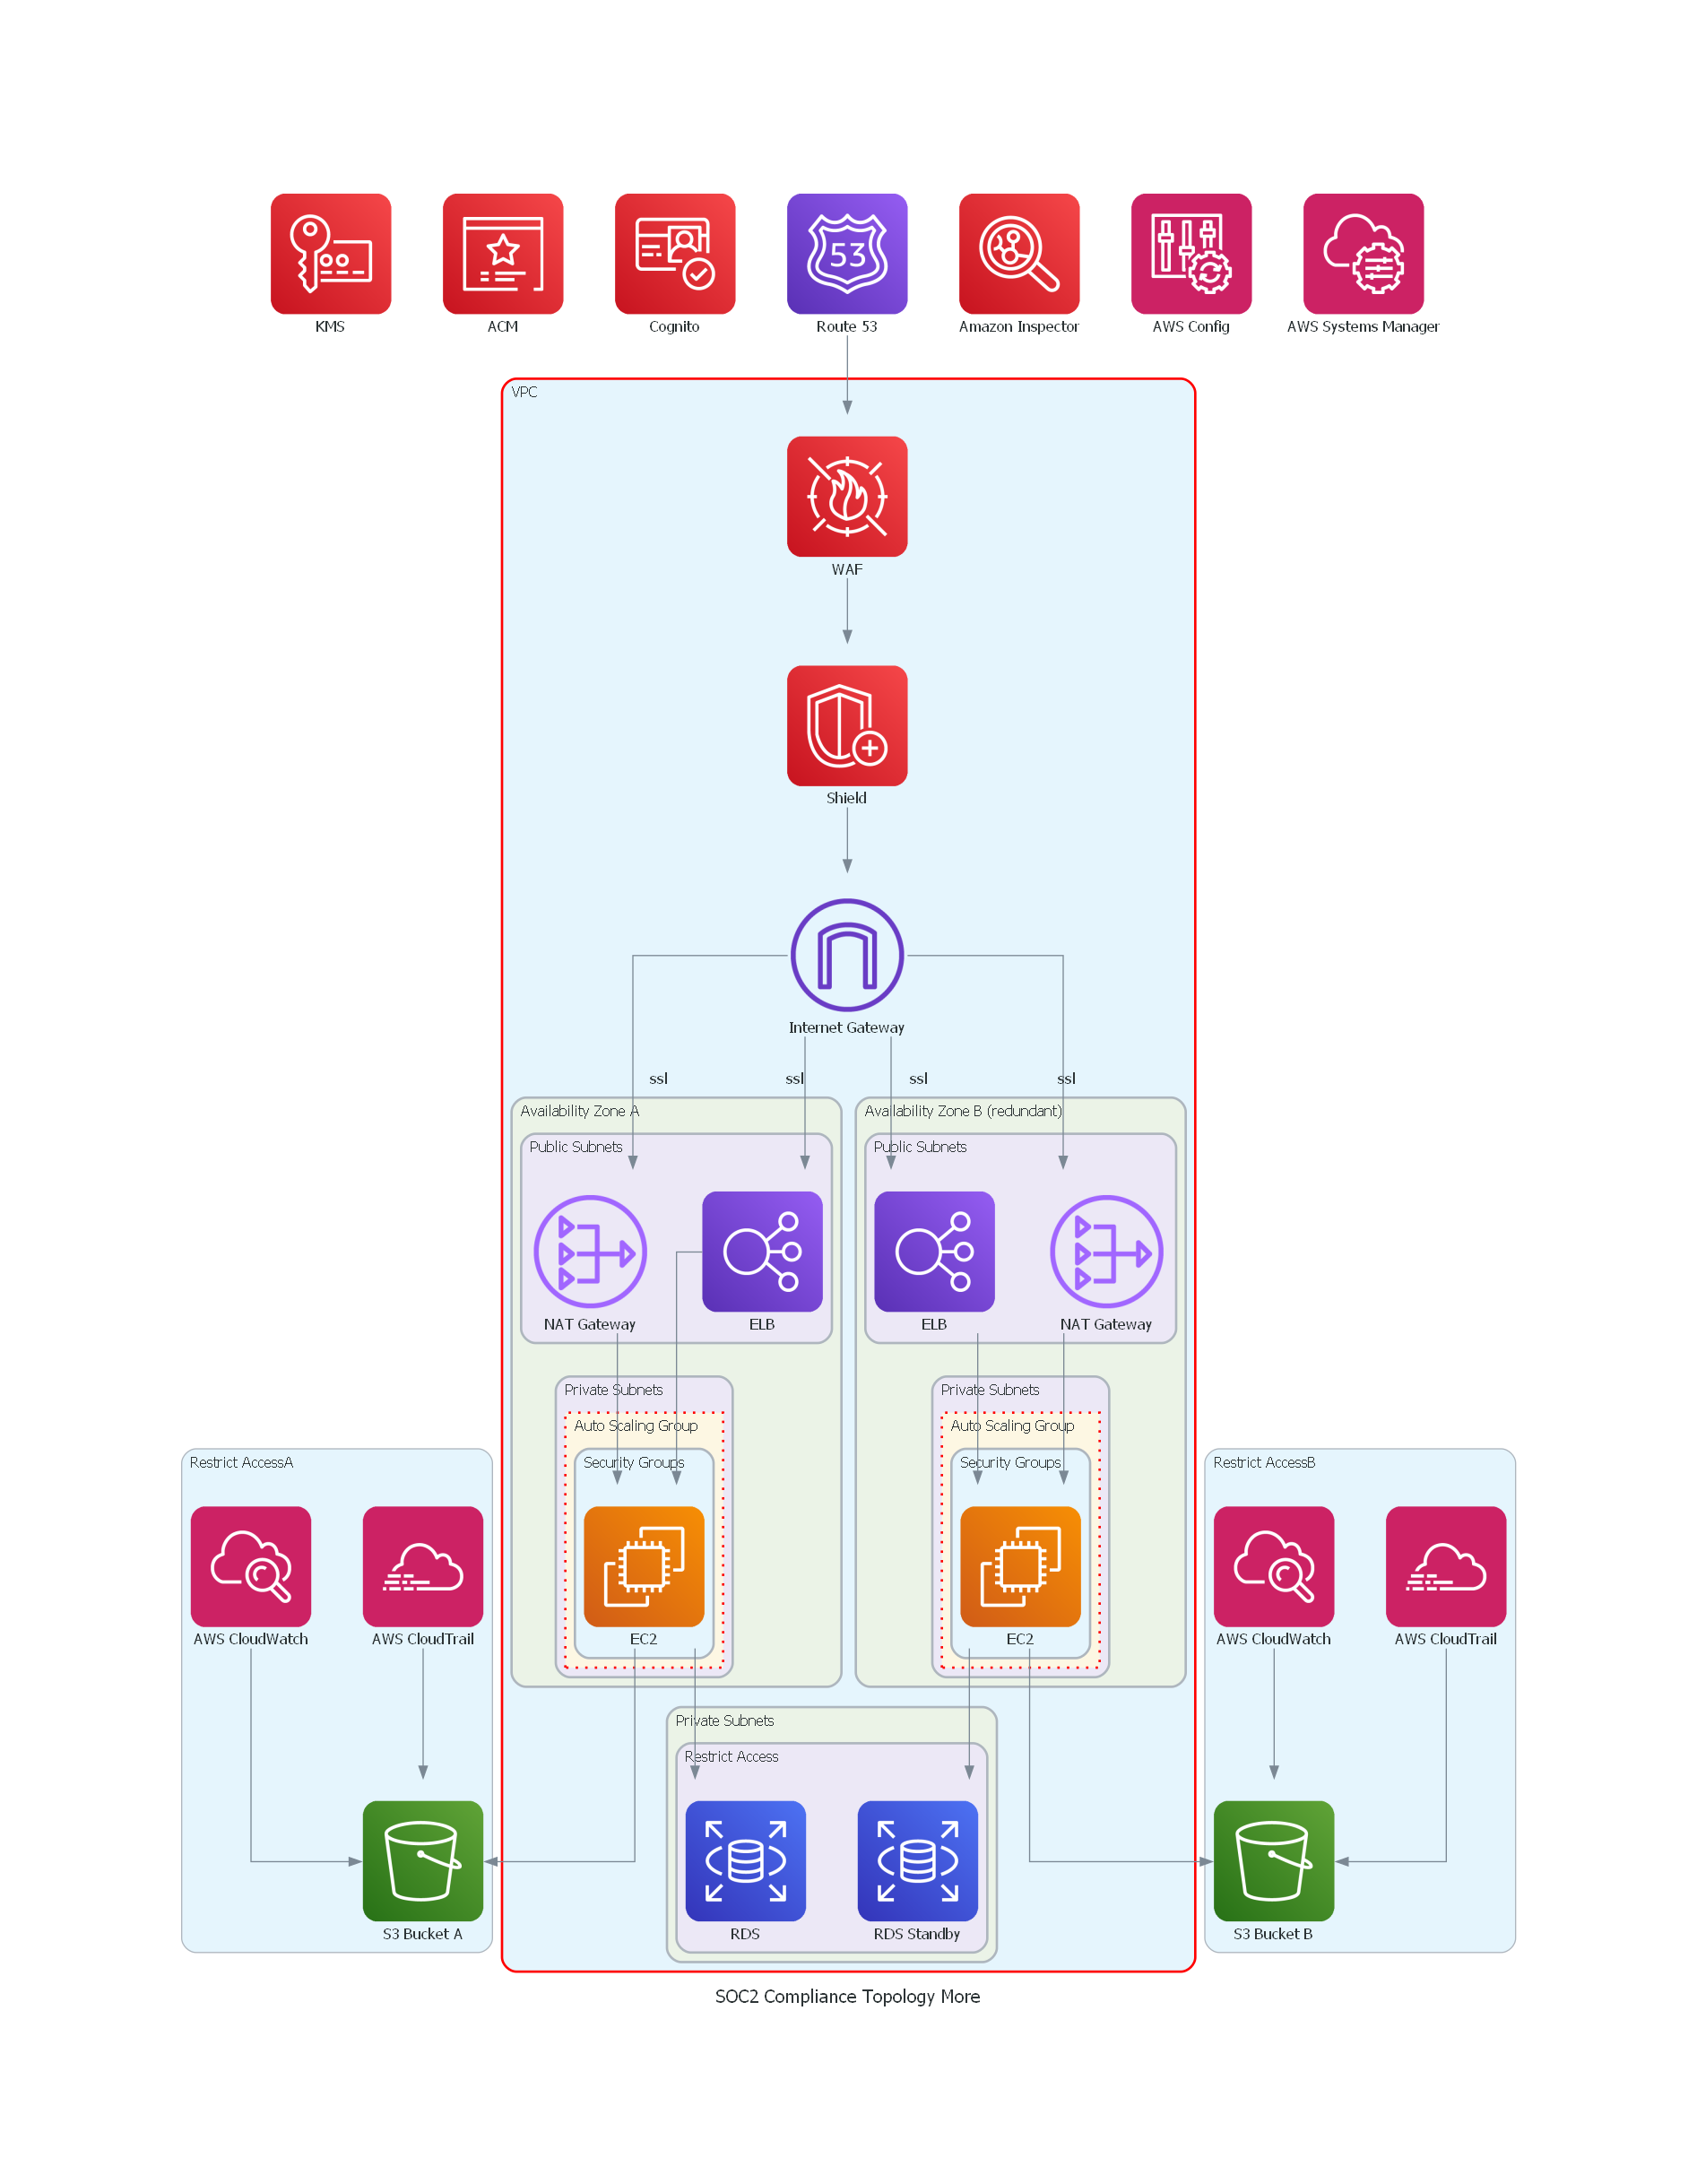 KMS
ACM
Cognito
53
Route 53
Amazon Inspector
AWS Config
AWS Systems Manager
VPC
WAF
Shield
Internet Gateway
ssl
ssl
ssl
ssl
Availability Zone A
Availability Zone B (redundant)
Public Subnets
Public Subnets
NAT Gateway
ELB
ELB
NAT Gateway
Private Subnets
Private Subnets
Auto Scaling Group
Auto Scaling Group
Restrict AccessA
Security Groups
Security Groups
Restrict AccessB
AWS CloudWatch
AWS CloudTrail
EC2
EC2
AWS CloudWatch
AWS CloudTrail
Private Subnets
Restrict Access
S3 Bucket A
RDS
RDS Standby
S3 Bucket B
SOC2 Compliance Topology More